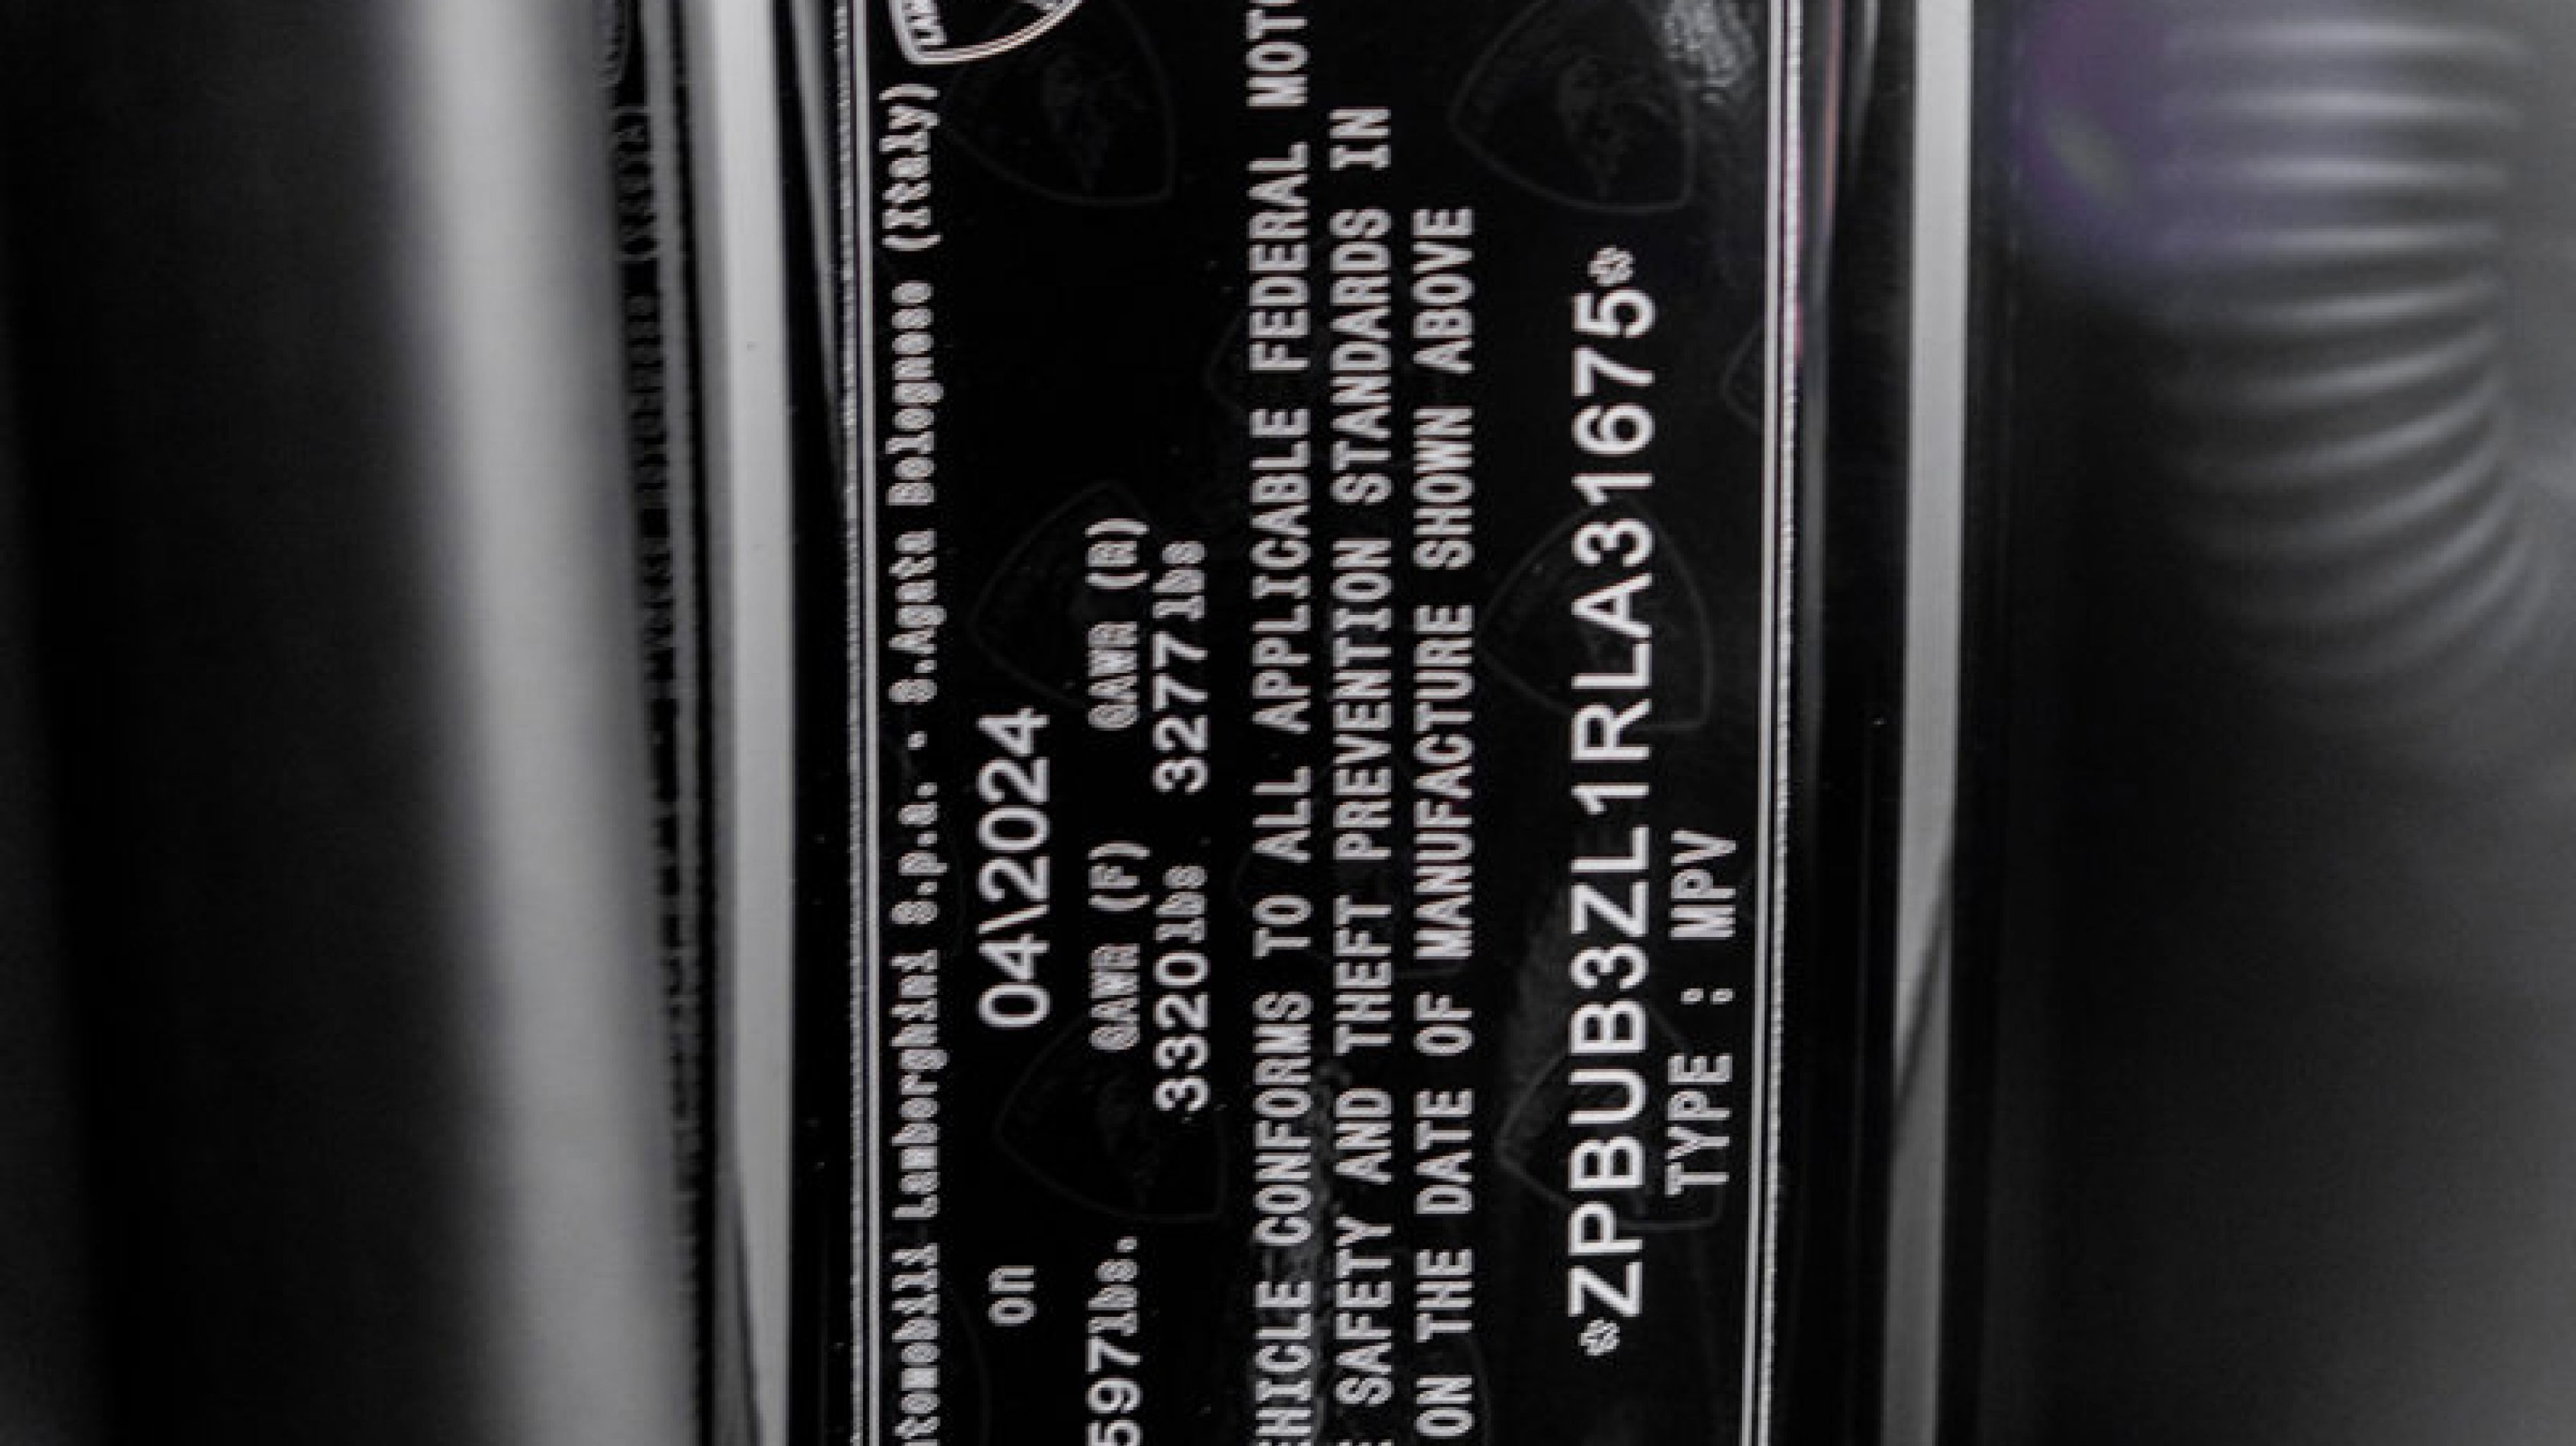 Automobili Lamborghini S.p.a. - S.Agata Bolognese (Italy)
on 04\2024
GAWR (F) GAWR (R)
597lbs. 3320lbs 3277lbs
EHICLE CONFORMS TO ALL APPLICABLE FEDERAL MOTO
E SAFETY AND THEFT PREVENTION STANDARDS IN
ON THE DATE OF MANUFACTURE SHOWN ABOVE
*ZPBUB3ZL1RLA31675*
TYPE : MPV